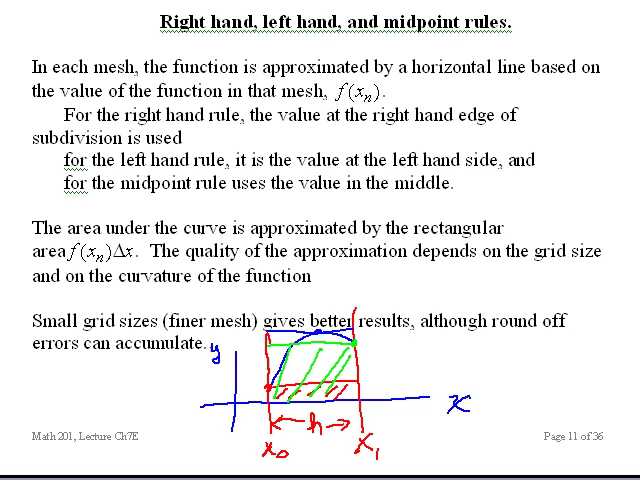 Right hand, left hand, and midpoint rules.
In each mesh, the function is approximated by a horizontal line based on
the value of the function in that mesh, f(xₙ).
For the right hand rule, the value at the right hand edge of
subdivision is used
for the left hand rule, it is the value at the left hand side, and
for the midpoint rule uses the value in the middle.
The area under the curve is approximated by the rectangular
area f(xₙ)Δx. The quality of the approximation depends on the grid size
and on the curvature of the function
Small grid sizes (finer mesh) gives better results, although round off
errors can accumulate.
y
x
h
x₀ x₁
Math 201, Lecture Ch7E Page 11 of 36